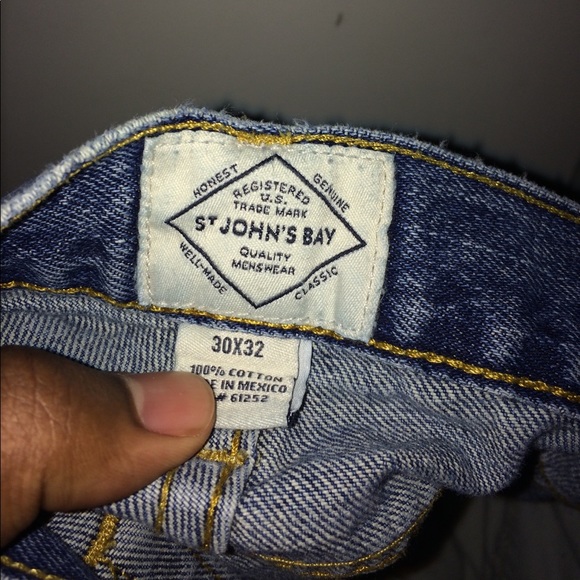 HONEST
GENUINE
REGISTERED
U.S.
TRADE MARK
ST JOHN'S BAY
QUALITY
MENSWEAR
WELL-MADE
CLASSIC
30X32
100% COTTON
E IN MEXICO
# 61252